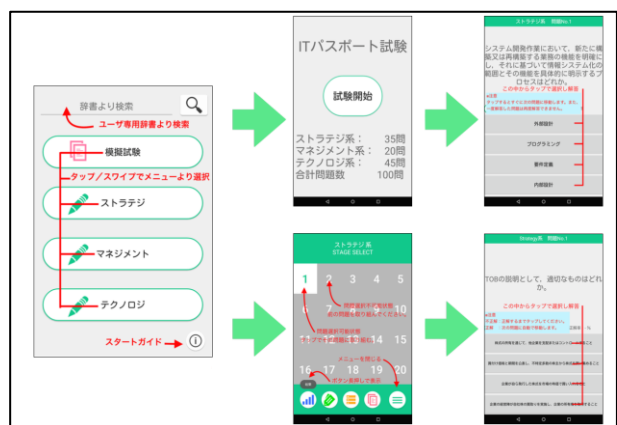 辞書より検索
ユーザ専用辞書より検索
模擬試験
タップ/スワイプでメニューより選択
ストラテジ
マネジメント
テクノロジ
スタートガイド
ITパスポート試験
試験開始
ストラテジ系： 35問
マネジメント系： 20問
テクノロジ系： 45問
合計問題数 100問
ストラテジ系 問題No.1
システム開発作業において、新たに構
築又は再構築する業務の機能を明確に
し、それに基づいて情報システム化の
範囲とその機能を具体的に明示するプ
ロセスはどれか。
この中からタップで選択し解答
外部設計
プログラミング
要件定義
内部設計
ストラテジ系
STAGE SELECT
1 2 3 4 5
10
15
16 17 18 19 20
問題選択可能状態
メニューを閉じる
ボタン長押しで表示
Strategy系 問題No.1
TOBの説明として、適切なものはどれ
か。
この中からタップで選択し解答